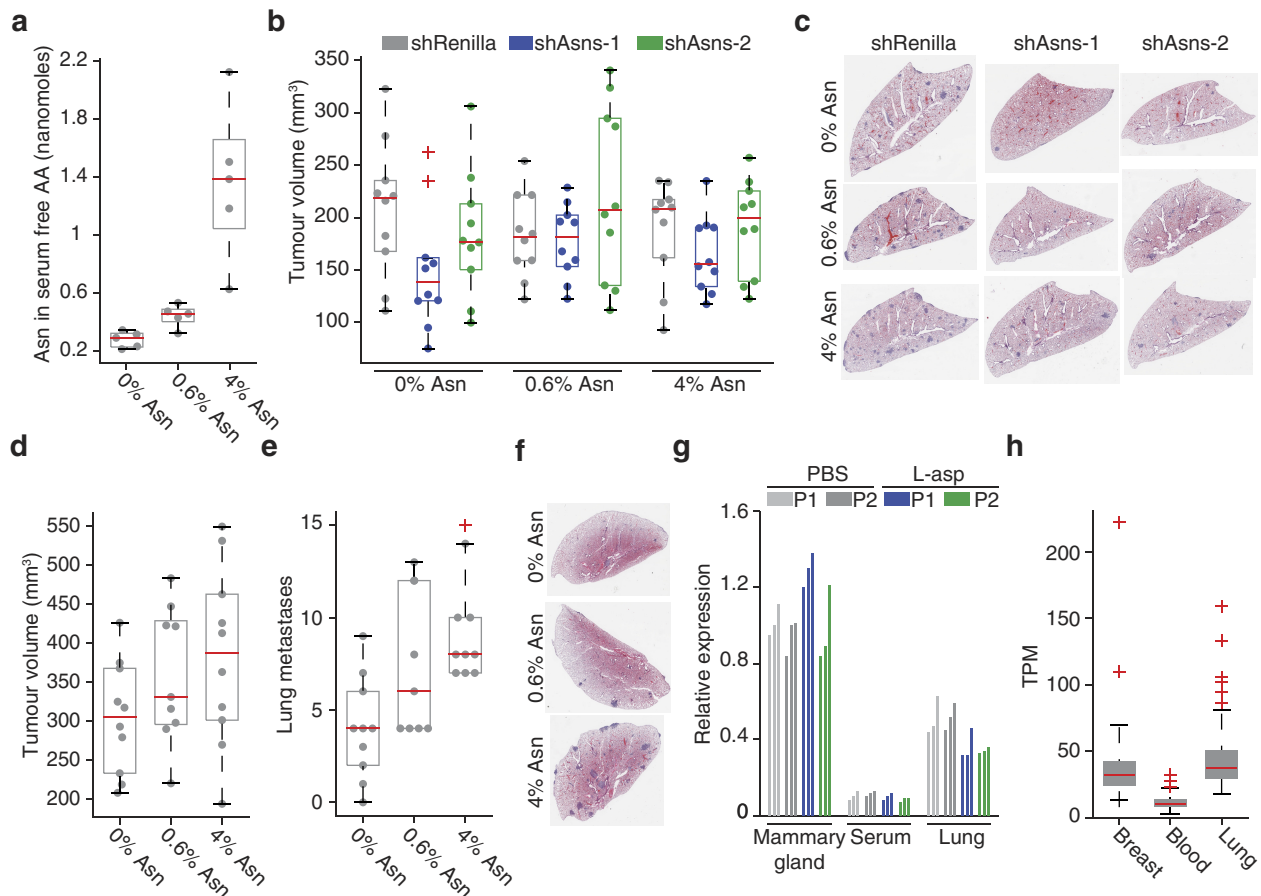 a
Asn in serum free AA (nanomoles)
2.2
1.8
1.4
1
0.6
0.2
0% Asn
0.6% Asn
4% Asn
b
shRenilla
shAsns-1
shAsns-2
Tumour volume (mm³)
350
300
250
200
150
100
0% Asn
0.6% Asn
4% Asn
c
shRenilla
shAsns-1
shAsns-2
0% Asn
0.6% Asn
4% Asn
d
Tumour volume (mm³)
550
500
450
400
350
300
250
200
0% Asn
0.6% Asn
4% Asn
e
Lung metastases
15
10
5
0
0% Asn
0.6% Asn
4% Asn
f
0% Asn
0.6% Asn
4% Asn
g
PBS
L-asp
P1
P2
P1
P2
Relative expression
1.6
1.2
0.8
0.4
0
Mammary gland
Serum
Lung
h
TPM
200
150
100
50
0
Breast
Blood
Lung